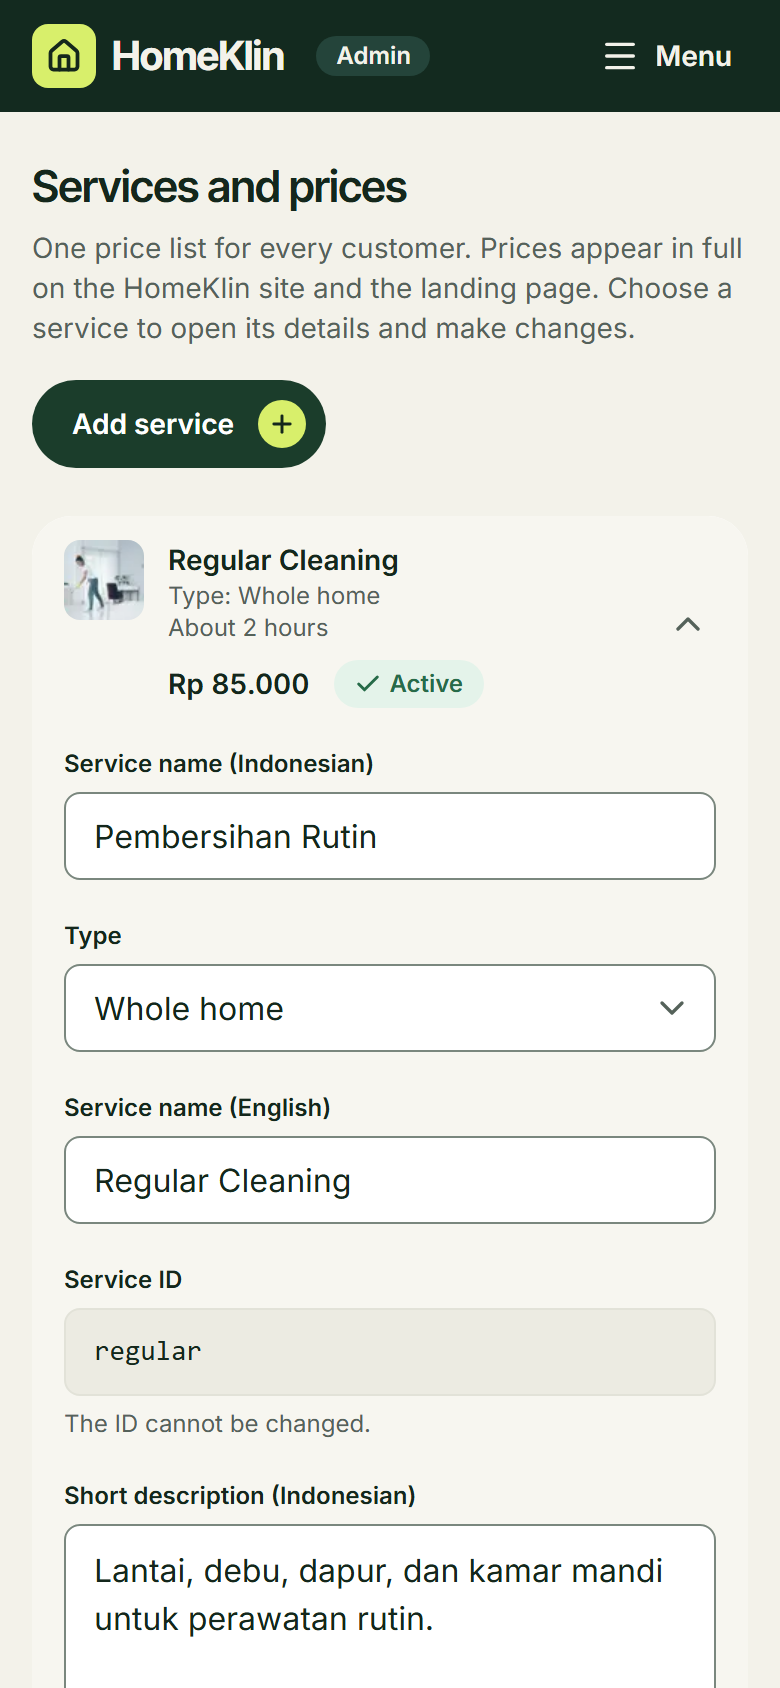 HomeKlin
Admin
Menu
Services and prices
One price list for every customer. Prices appear in full
on the HomeKlin site and the landing page. Choose a
service to open its details and make changes.
Add service
Regular Cleaning
Type: Whole home
About 2 hours
Rp 85.000
Active
Service name (Indonesian)
Pembersihan Rutin
Type
Whole home
Service name (English)
Regular Cleaning
Service ID
regular
The ID cannot be changed.
Short description (Indonesian)
Lantai, debu, dapur, dan kamar mandi
untuk perawatan rutin.